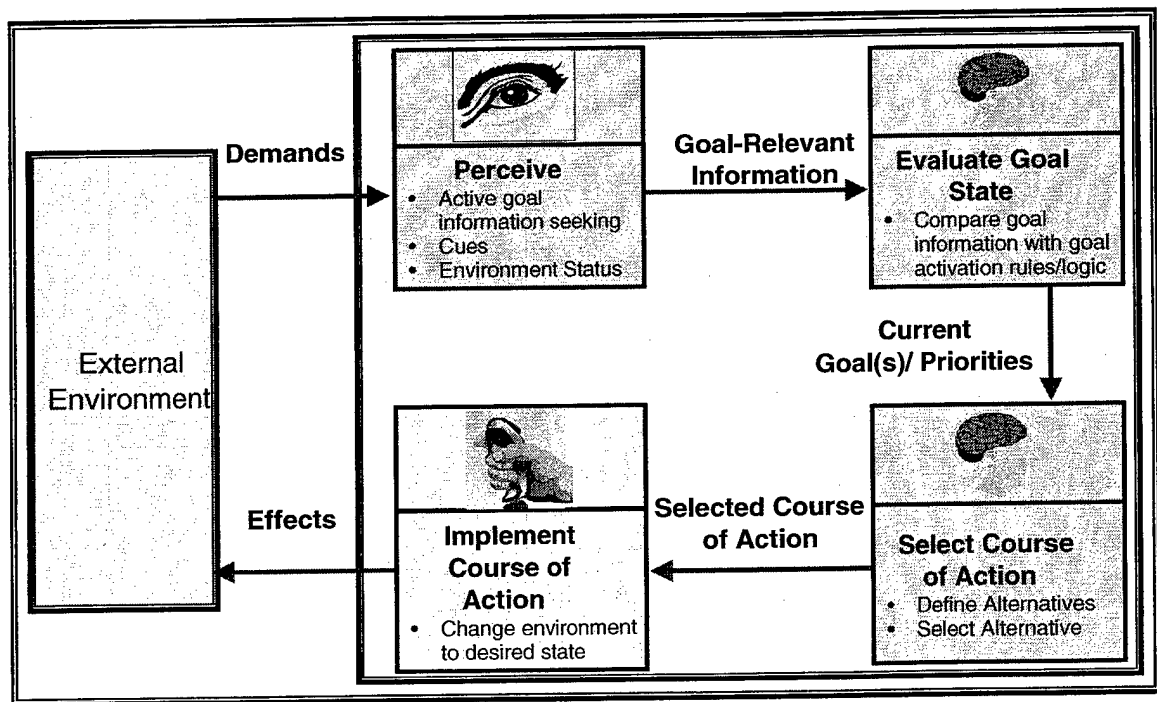 Demands
Perceive
• Active goal
information seeking
• Cues
• Environment Status
Goal-Relevant
Information
Evaluate Goal
State
• Compare goal
information with goal
activation rules/logic
Current
Goal(s)/ Priorities
External
Environment
Select Course
of Action
• Define Alternatives
• Select Alternative
Selected Course
of Action
Implement
Course of
Action
• Change environment
to desired state
Effects